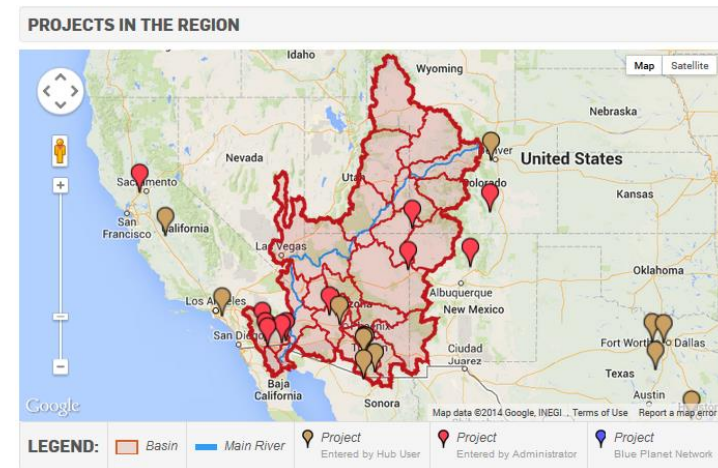 PROJECTS IN THE REGION
Map Satellite
Idaho
Wyoming
Nebraska
Nevada
Utah
United States
Sacramento
Colorado
Kansas
San
Francisco
California
Las Vegas
Oklahoma
Los Angeles
Albuquerque
New Mexico
San Diego
Fort Worth Dallas
Ciudad
Juarez
Texas
Baja
California
Sonora
Austin
Google
Map data ©2014 Google, INEGI Terms of Use Report a map error
LEGEND:
Basin
Main River
Project
Entered by Hub User
Project
Entered by Administrator
Project
Blue Planet Network